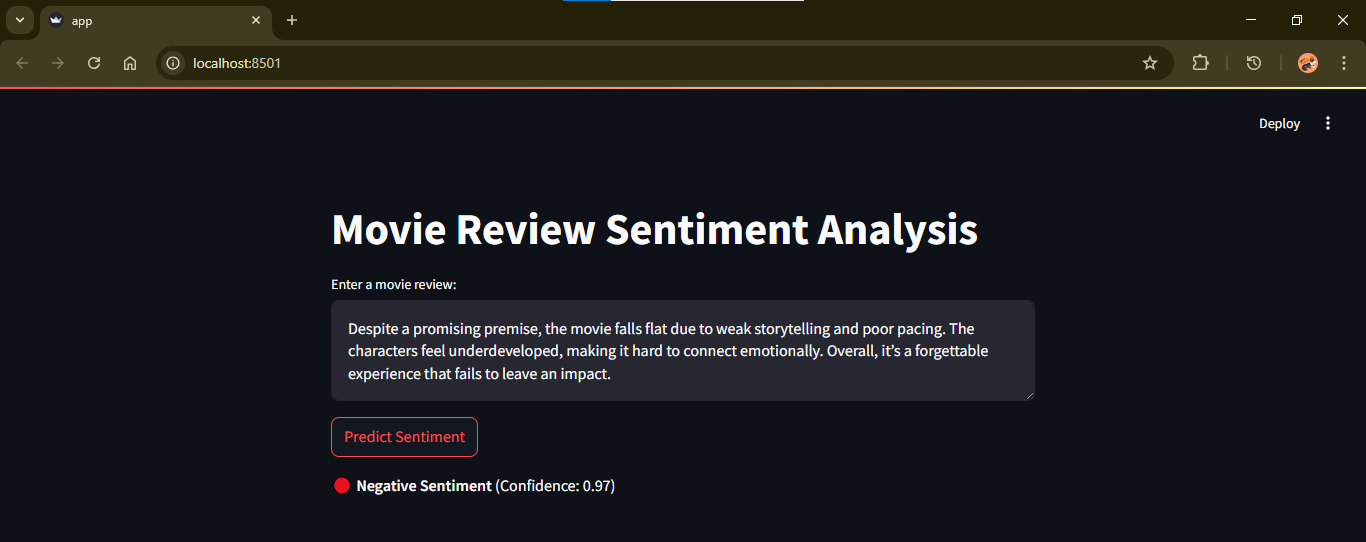 app
localhost:8501
Deploy
Movie Review Sentiment Analysis
Enter a movie review:
Despite a promising premise, the movie falls flat due to weak storytelling and poor pacing. The
characters feel underdeveloped, making it hard to connect emotionally. Overall, it’s a forgettable
experience that fails to leave an impact.
Predict Sentiment
Negative Sentiment (Confidence: 0.97)